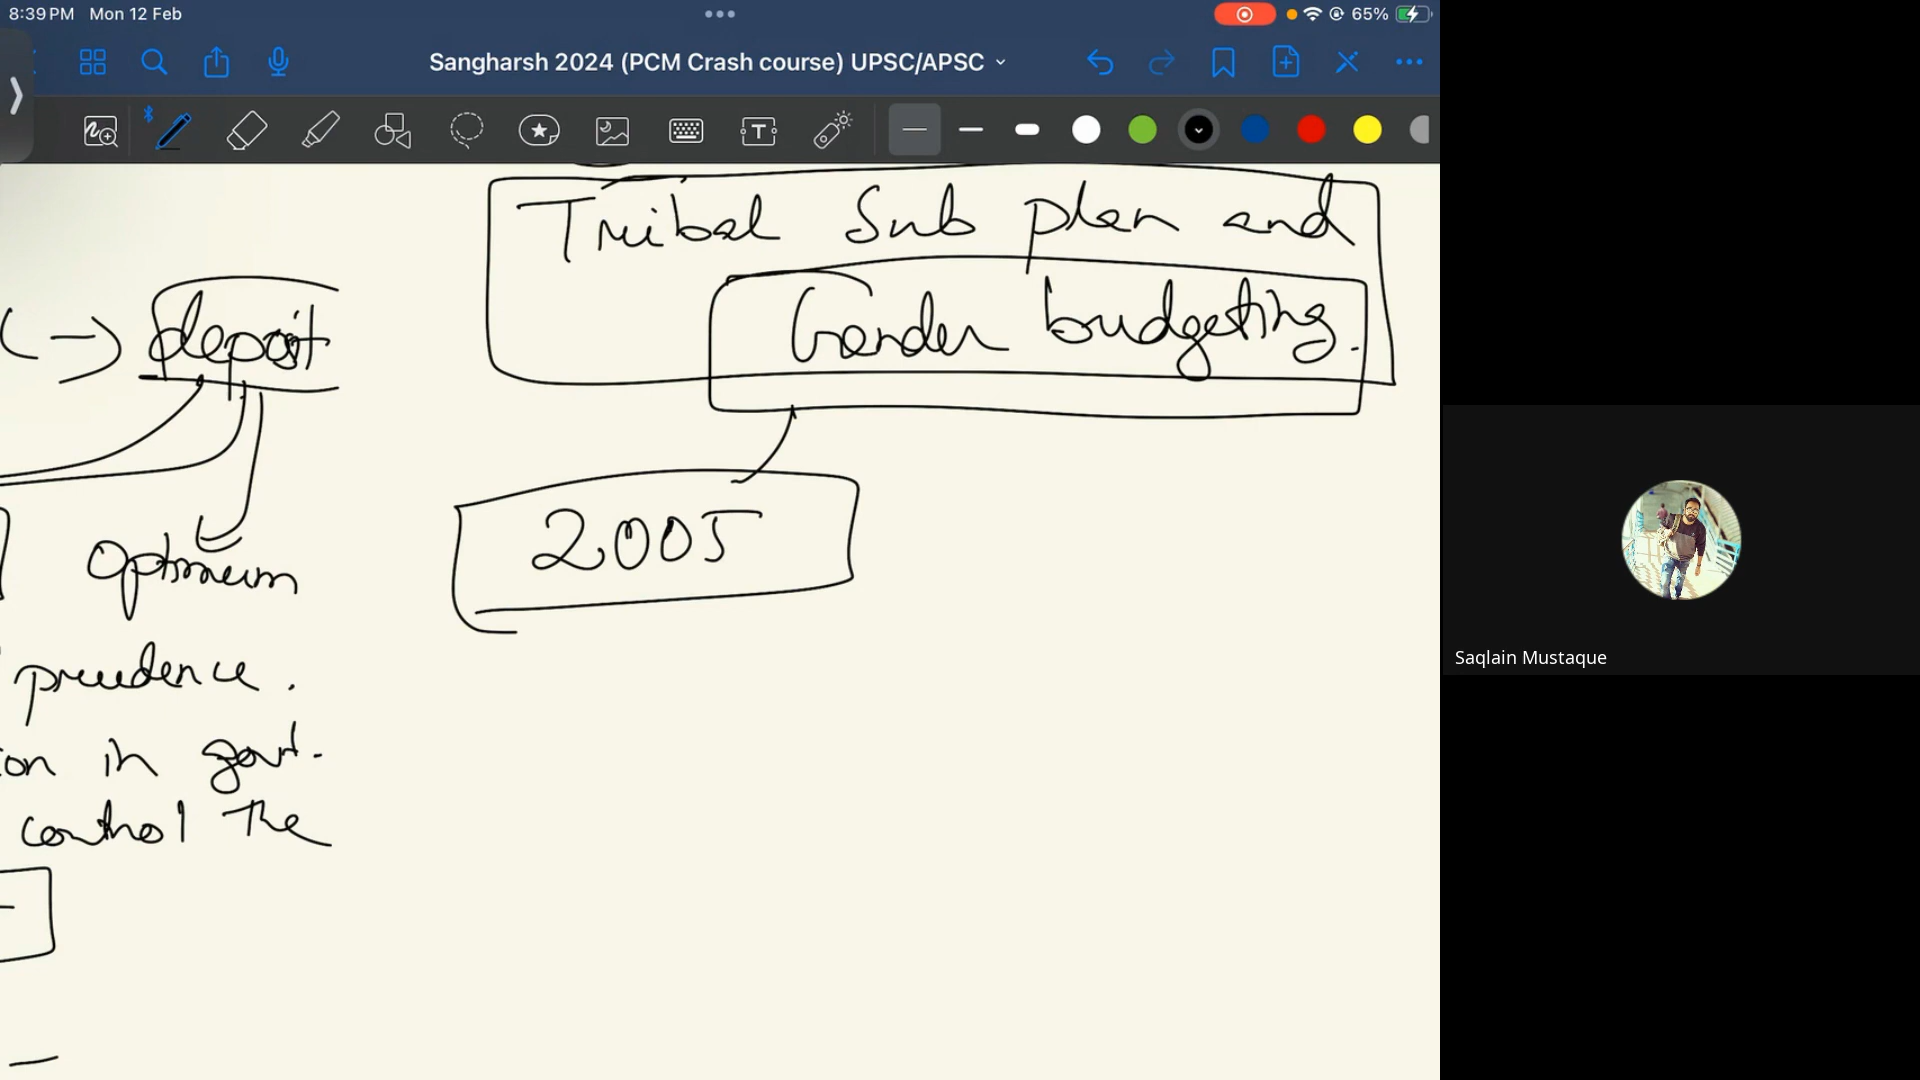 8:39 PM Mon 12 Feb
65%
Sangharsh 2024 (PCM Crash course) UPSC/APSC
Tribal Sub plan and
Gender budgeting.
(-) deposit
2005
optimum
prudence.
in govt.
control the
Saqlain Mustaque